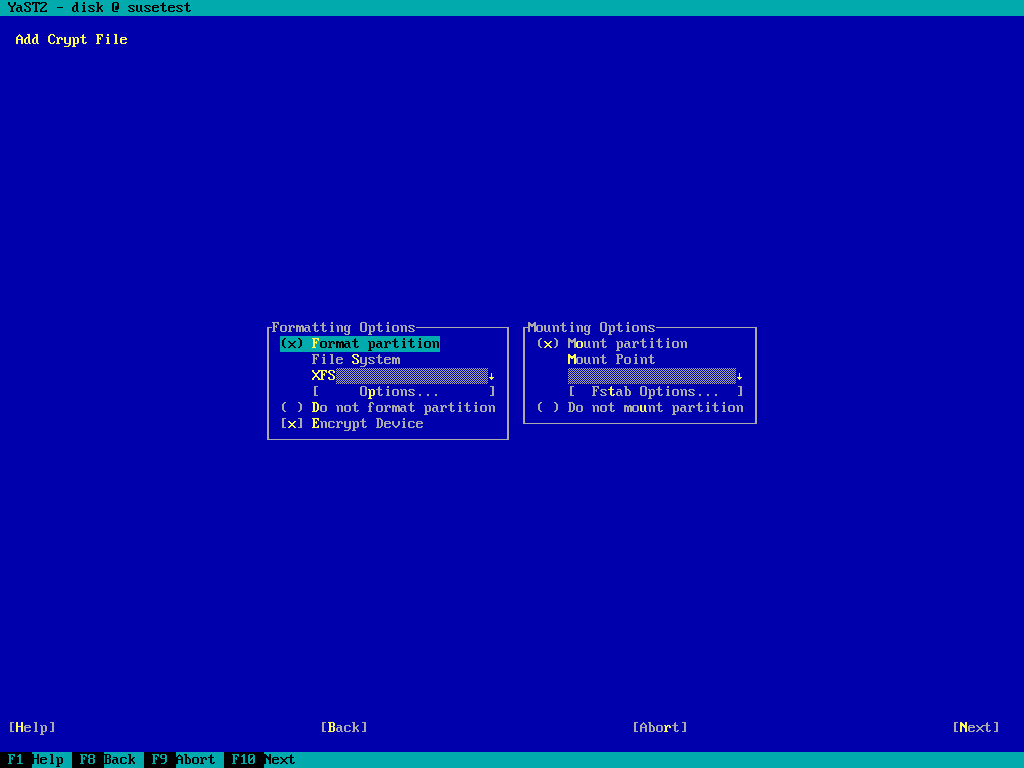 YaST2 - disk @ susetest
Add Crypt File
Formatting Options
(x) Format partition
File System
XFS↓
[     Options...      ]
( ) Do not format partition
[x] Encrypt Device
Mounting Options
(x) Mount partition
Mount Point
↓
[  Fstab Options...  ]
( ) Do not mount partition
[Help] [Back] [Abort] [Next]
F1 Help F8 Back F9 Abort F10 Next